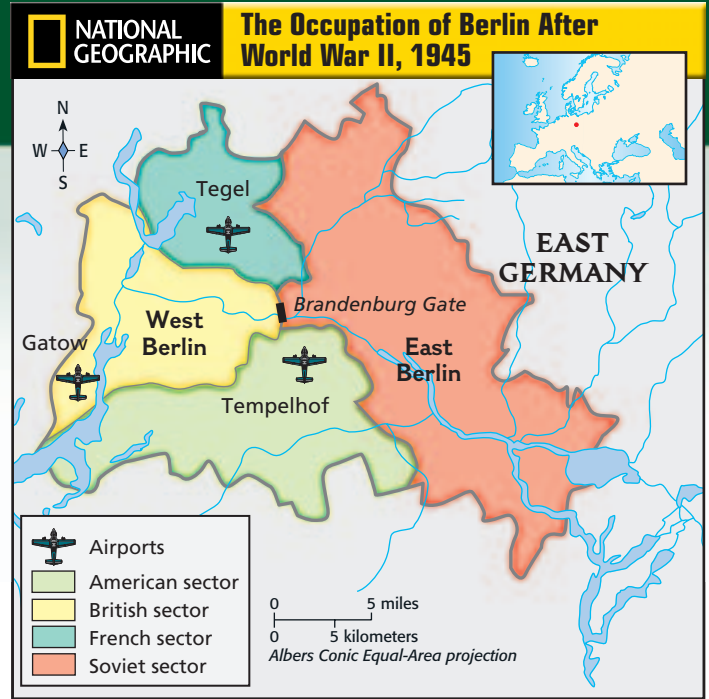 NATIONAL
GEOGRAPHIC
The Occupation of Berlin After
World War II, 1945
N
W
E
S
Tegel
EAST
GERMANY
Brandenburg Gate
West
Berlin
Gatow
East
Berlin
Tempelhof
Airports
American sector
British sector
French sector
Soviet sector
0 5 miles
0 5 kilometers
Albers Conic Equal-Area projection